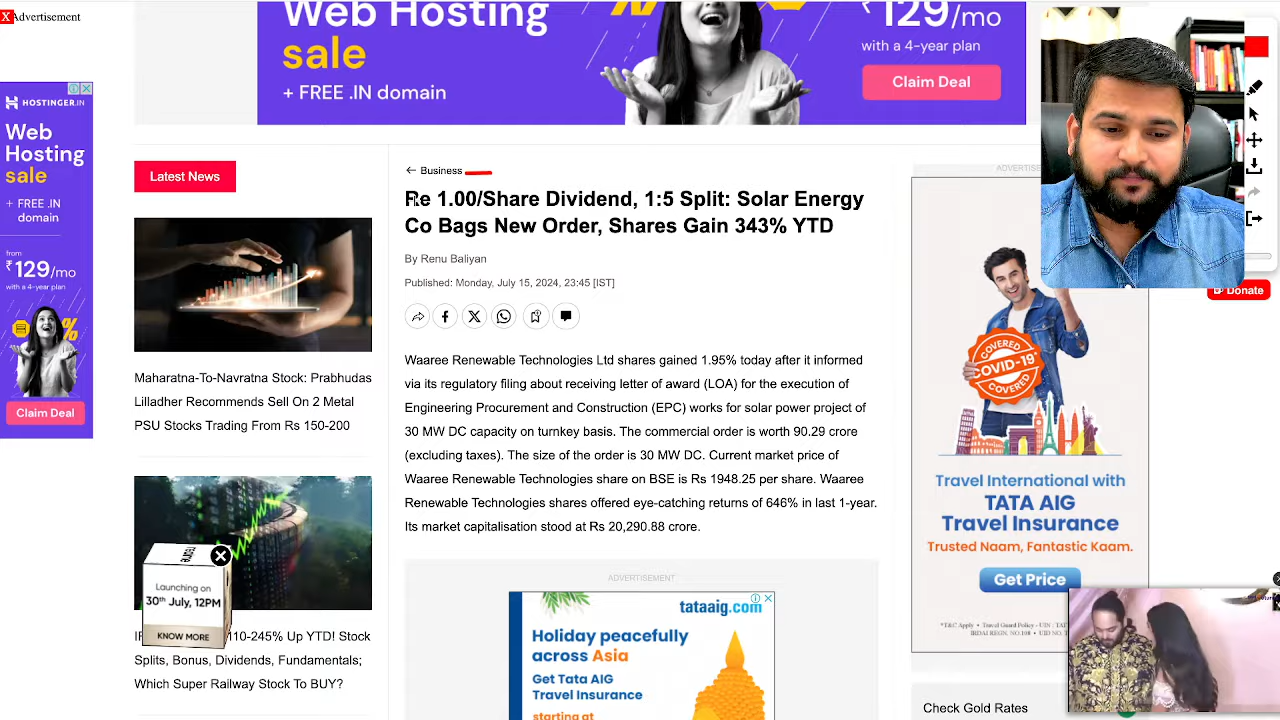 X
Advertisement
Web Hosting
sale
+ FREE .IN domain
₹129/mo
with a 4-year plan
Claim Deal
HOSTINGER.IN
Web
Hosting
sale
+ FREE .IN
domain
from
₹129/mo
with a 4-year plan
Claim Deal
Latest News
Maharatna-To-Navratna Stock: Prabhudas
Lilladher Recommends Sell On 2 Metal
PSU Stocks Trading From Rs 150-200
Launching on
30th July, 12PM
KNOW MORE
110-245% Up YTD! Stock
Splits, Bonus, Dividends, Fundamentals;
Which Super Railway Stock To BUY?
← Business
Re 1.00/Share Dividend, 1:5 Split: Solar Energy
Co Bags New Order, Shares Gain 343% YTD
By Renu Baliyan
Published: Monday, July 15, 2024, 23:45 [IST]
Waaree Renewable Technologies Ltd shares gained 1.95% today after it informed
via its regulatory filing about receiving letter of award (LOA) for the execution of
Engineering Procurement and Construction (EPC) works for solar power project of
30 MW DC capacity on turnkey basis. The commercial order is worth 90.29 crore
(excluding taxes). The size of the order is 30 MW DC. Current market price of
Waaree Renewable Technologies share on BSE is Rs 1948.25 per share. Waaree
Renewable Technologies shares offered eye-catching returns of 646% in last 1-year.
Its market capitalisation stood at Rs 20,290.88 crore.
ADVERTISEMENT
tataaig.com
Holiday peacefully
across Asia
Get Tata AIG
Travel Insurance
starting at
COVERED
COVID-19*
COVERED
Travel International with
TATA AIG
Travel Insurance
Trusted Naam, Fantastic Kaam.
Get Price
Check Gold Rates
Donate